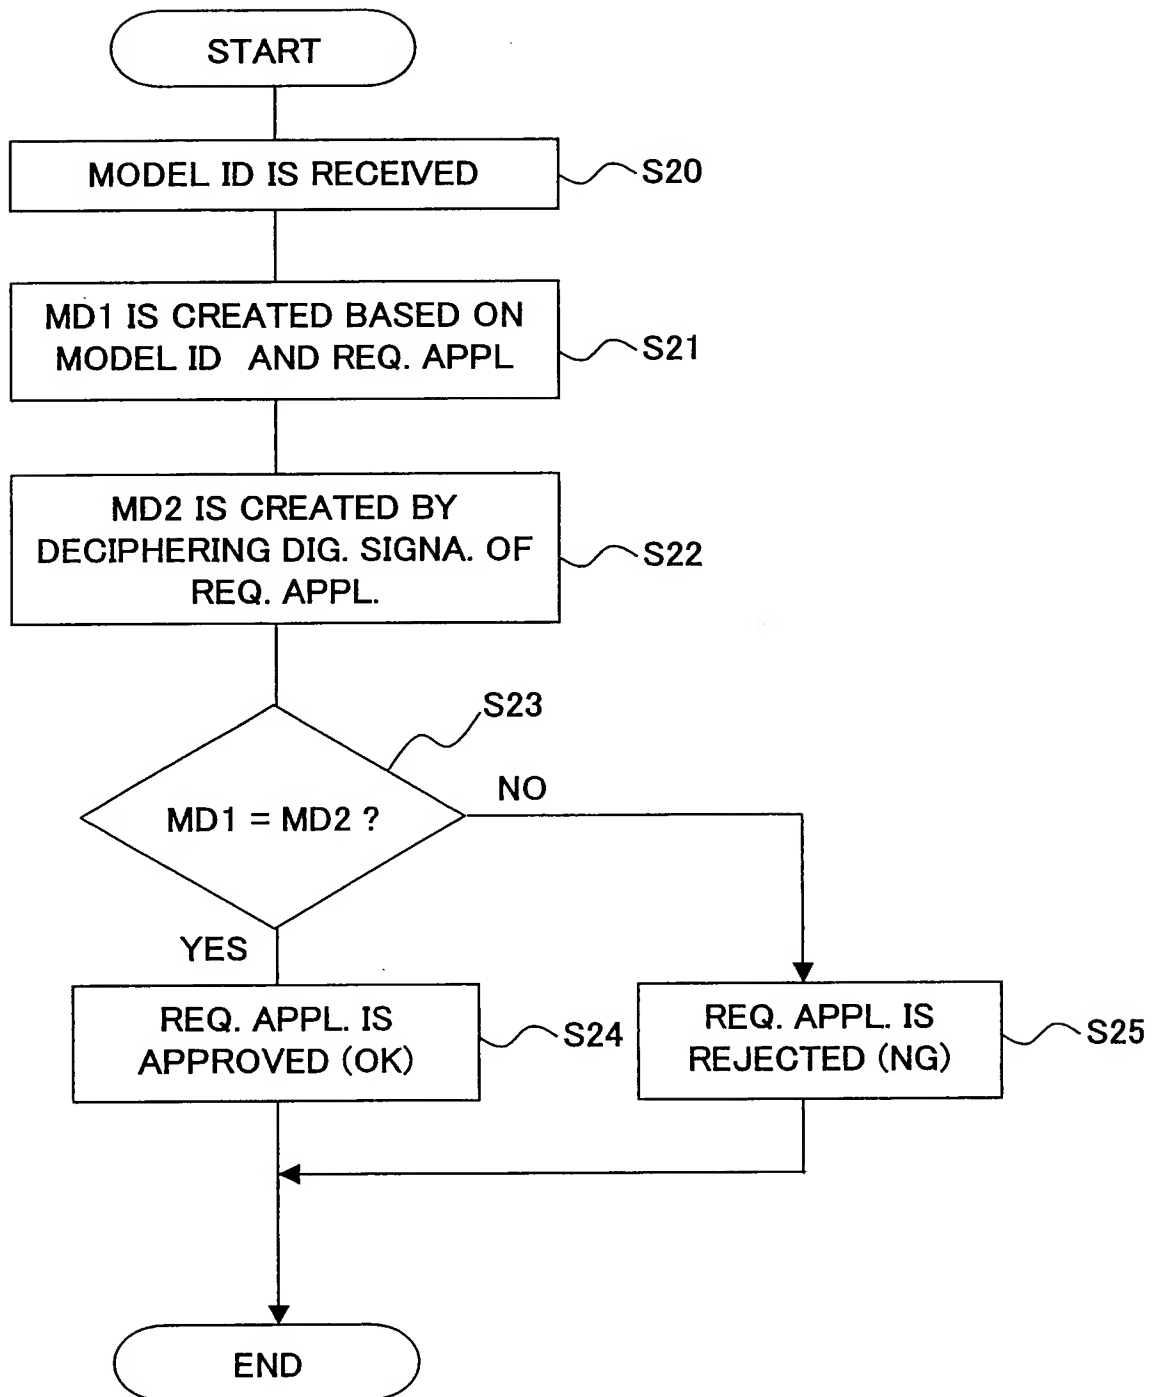 START
MODEL ID IS RECEIVED
S20
MD1 IS CREATED BASED ON
MODEL ID AND REQ. APPL
S21
MD2 IS CREATED BY
DECIPHERING DIG. SIGNA. OF
REQ. APPL.
S22
S23
MD1 = MD2 ?
NO
YES
REQ. APPL. IS
APPROVED (OK)
S24
REQ. APPL. IS
REJECTED (NG)
S25
END